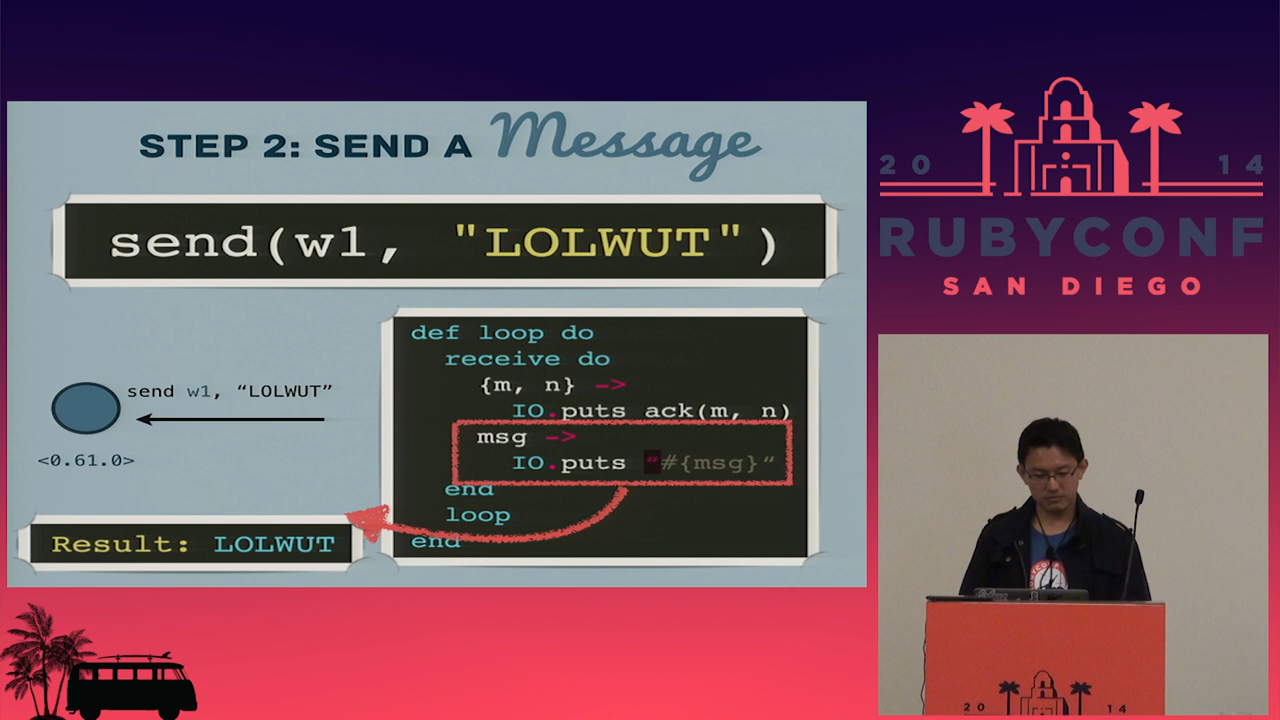 STEP 2: SEND A Message
send(w1, "LOLWUT")
def loop do
receive do
{m, n} ->
IO.puts ack(m, n)
msg ->
IO.puts "#{msg}"
end
loop
end
send w1, “LOLWUT”
<0.61.0>
Result: LOLWUT
20 14
RUBYCONF
SAN DIEGO
20 14